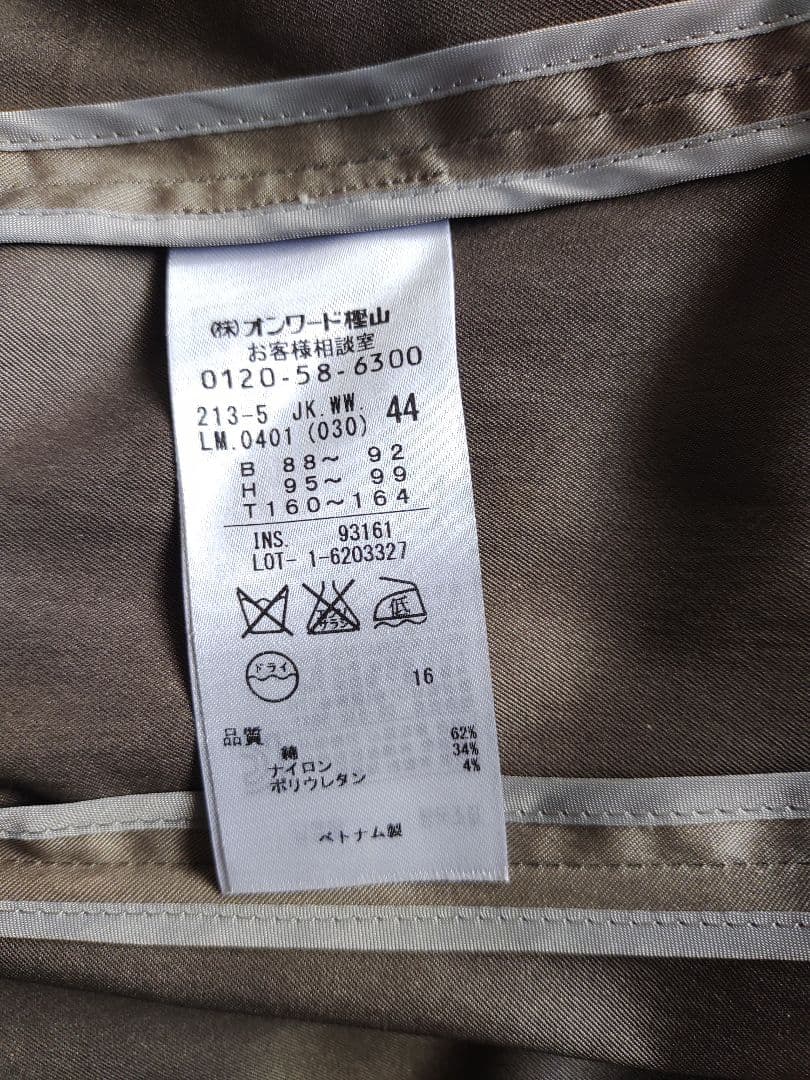 (株)オンワード樫山
お客様相談室
0120-58-6300
213-5 JK.WW. 44
LM.0401 (030)
B 88～ 92
H 95～ 99
T160～164
INS. 93161
LOT- 1-6203327
低
ドライ
16
品質
綿 62%
ナイロン 34%
ポリウレタン 4%
ベトナム製